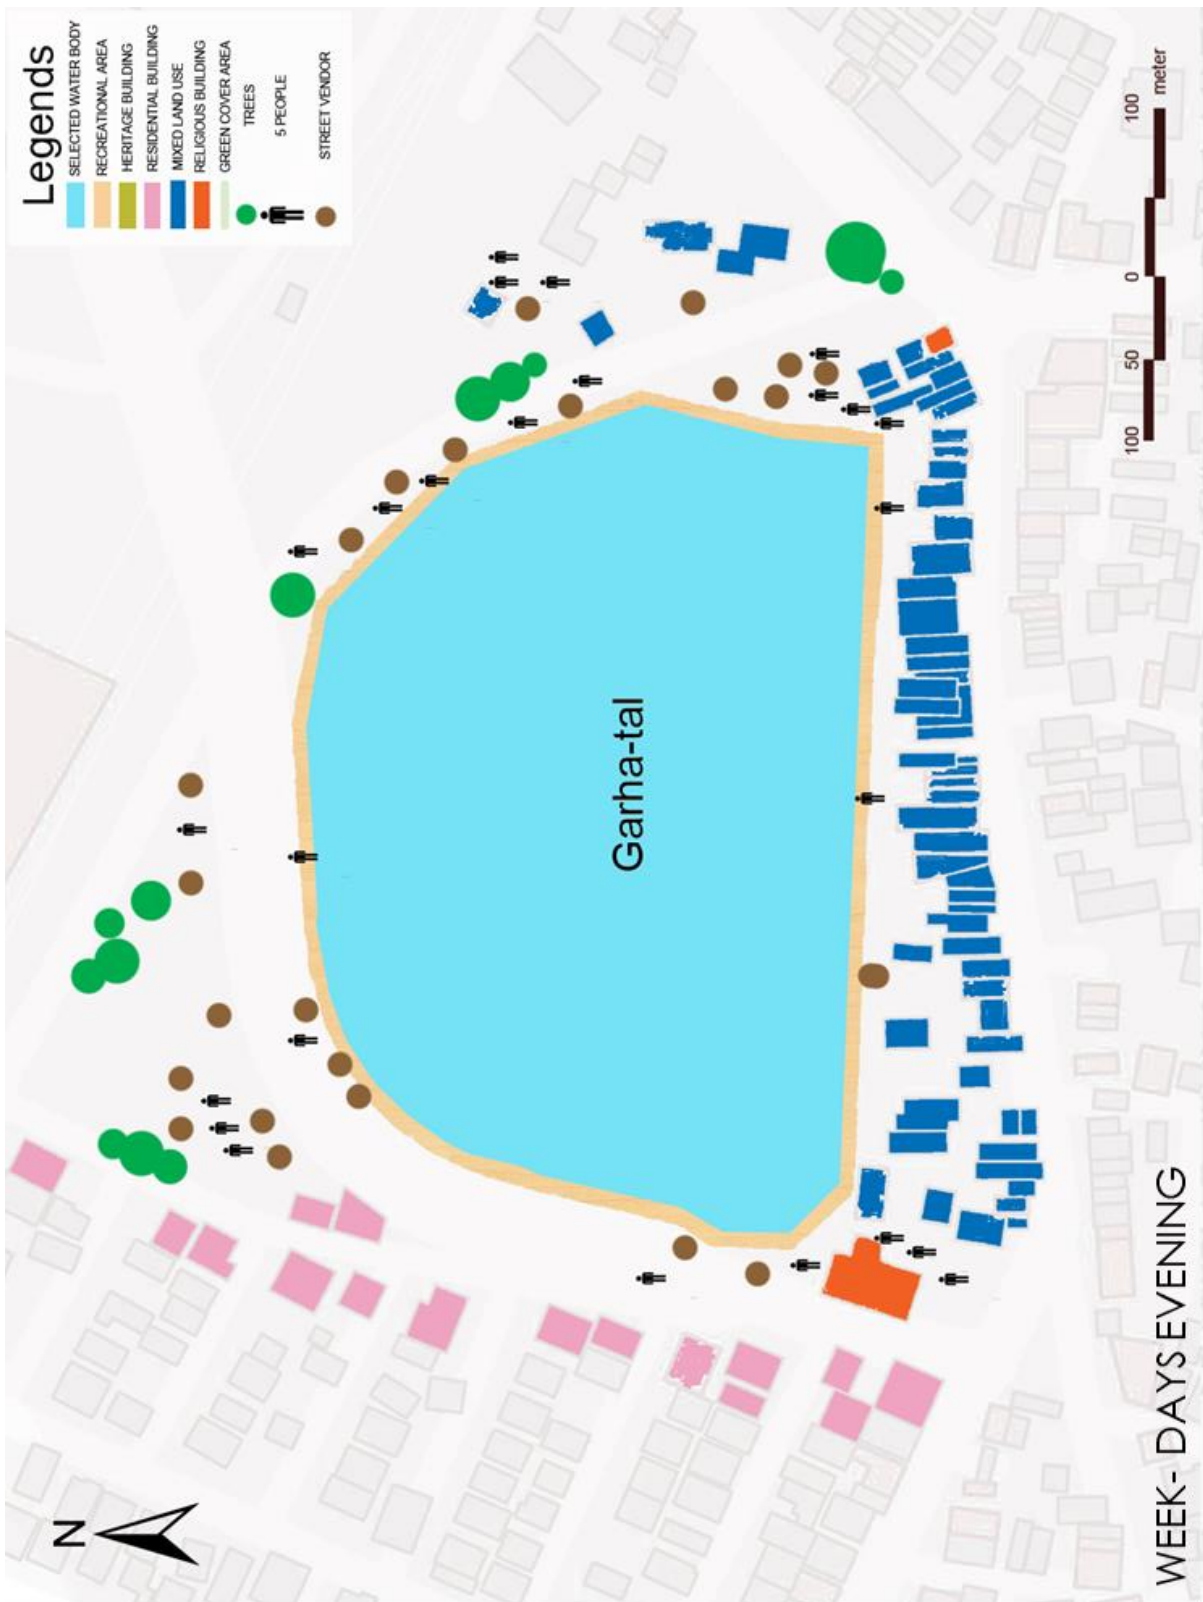 N
Legends
SELECTED WATER BODY
RECREATIONAL AREA
HERITAGE BUILDING
RESIDENTIAL BUILDING
MIXED LAND USE
RELIGIOUS BUILDING
GREEN COVER AREA
TREES
5 PEOPLE
STREET VENDOR
Garha-tal
WEEK- DAYS EVENING
100 50 0 100
meter